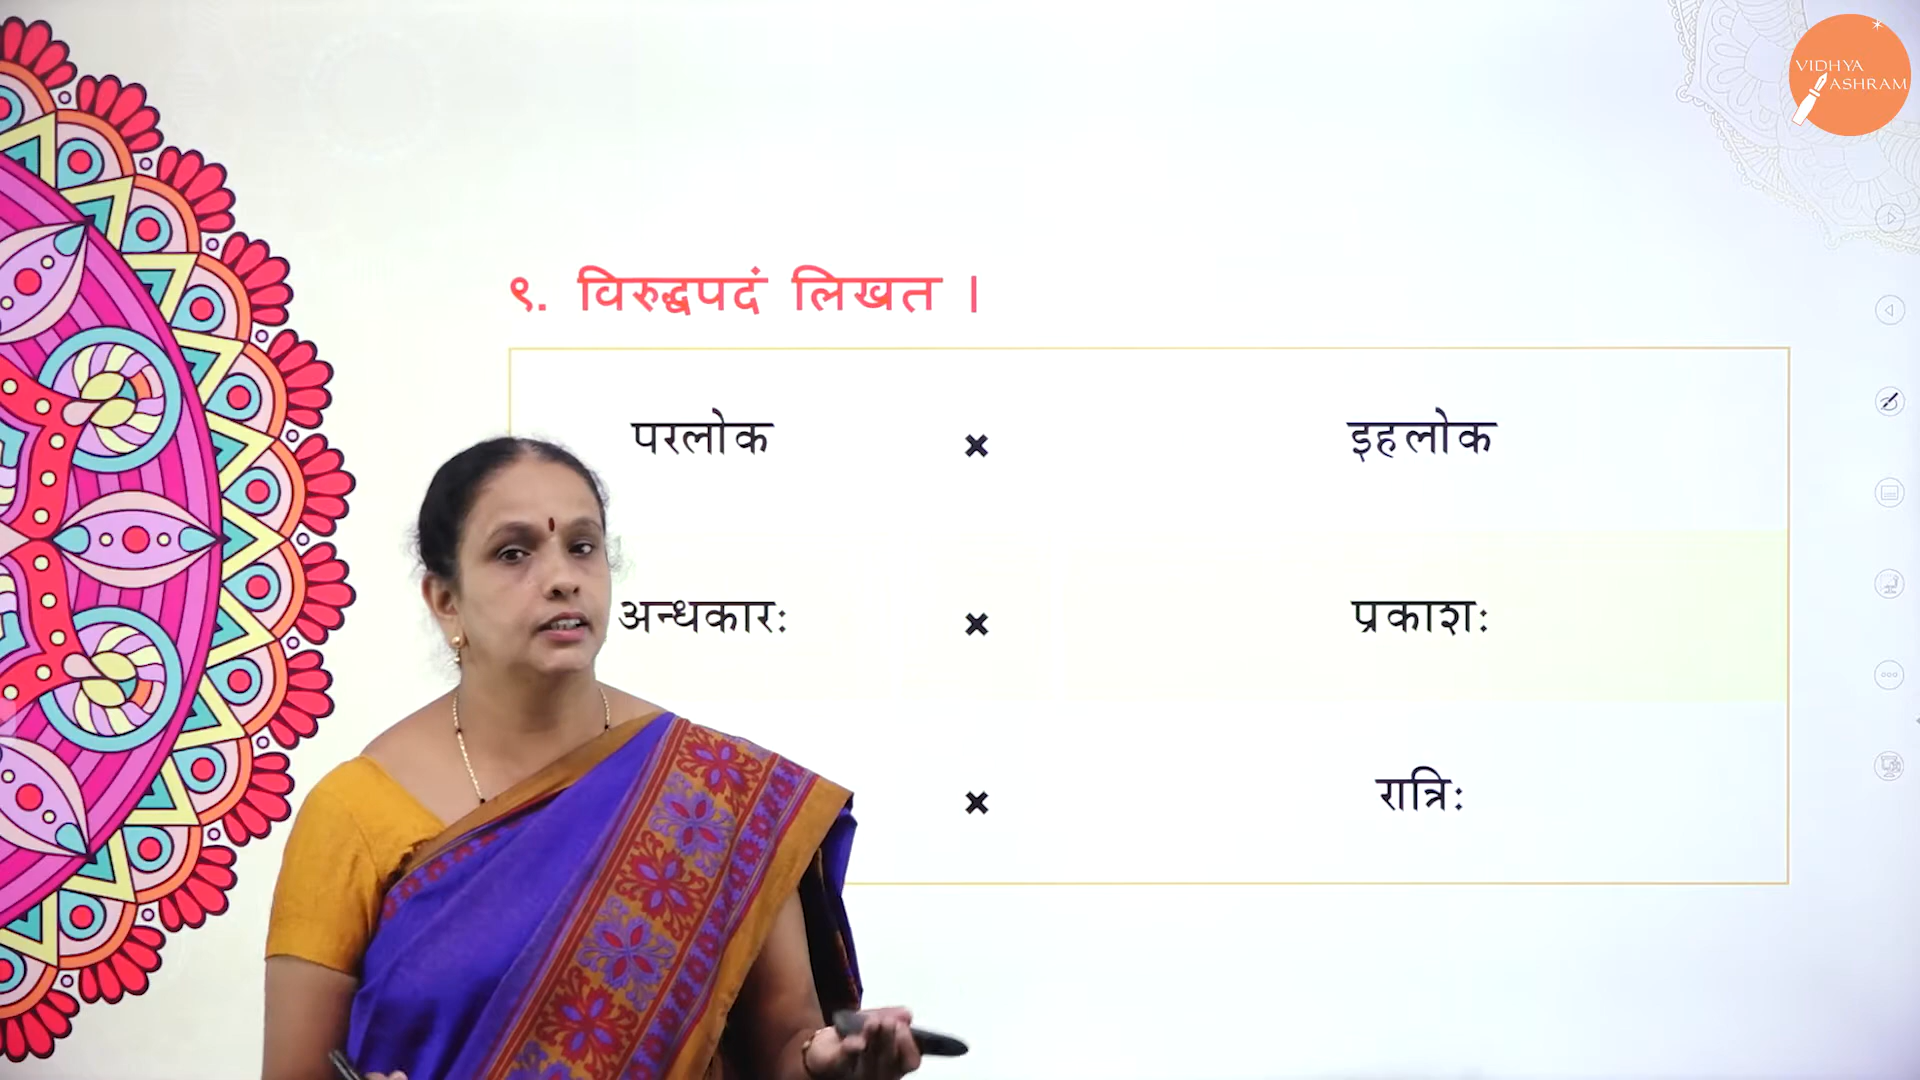 VIDHYA
ASHRAM
९. विरुद्धपदं लिखत ।
परलोक × इहलोक
अन्धकारः × प्रकाशः
× रात्रिः